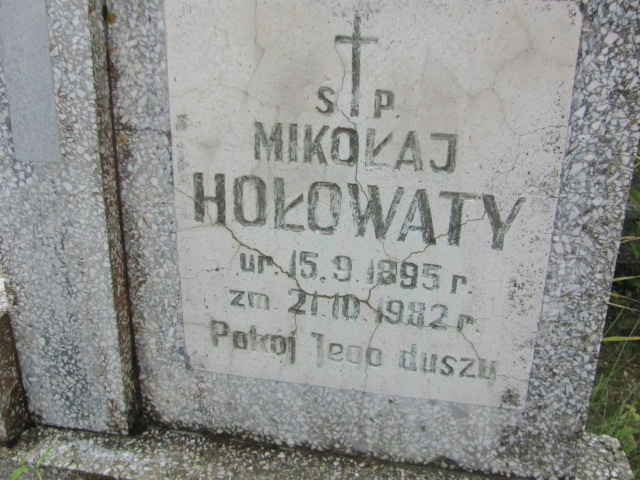 Ś P.
MIKOŁAJ
HOŁOWATY
ur. 15.9.1895 r.
zm. 21.10.1982 r
Pokój Jego duszy